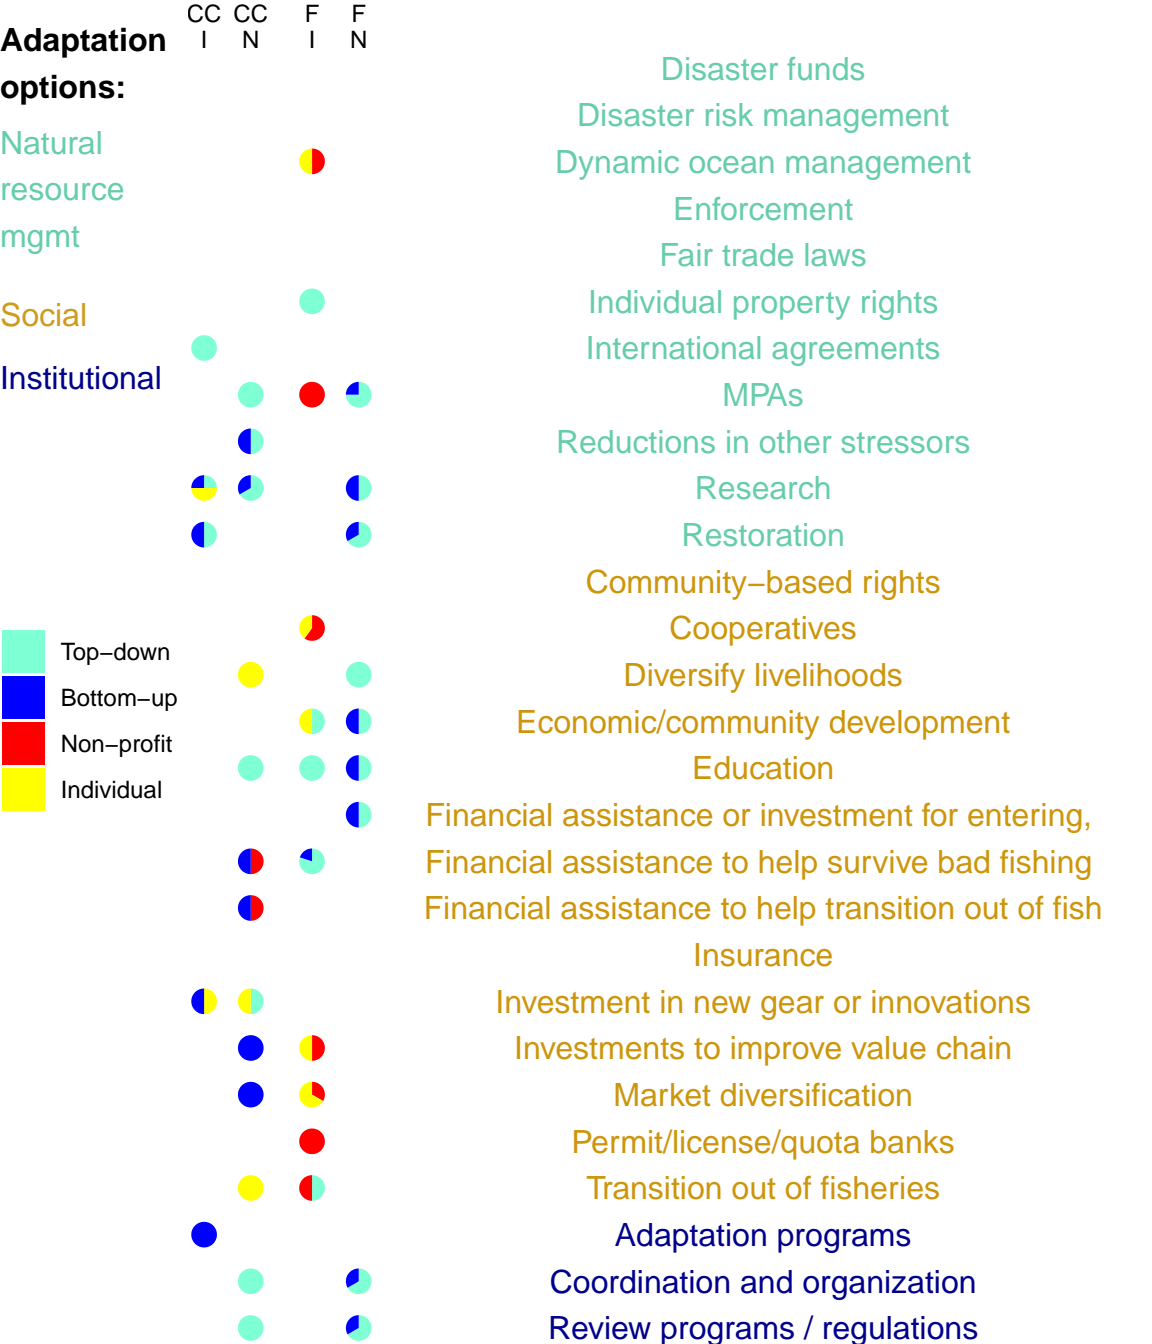 CC CC F F
I N I N
Adaptation
options:
Natural
resource
mgmt
Social
Institutional
Top−down
Bottom−up
Non−profit
Individual
Disaster funds
Disaster risk management
Dynamic ocean management
Enforcement
Fair trade laws
Individual property rights
International agreements
MPAs
Reductions in other stressors
Research
Restoration
Community−based rights
Cooperatives
Diversify livelihoods
Economic/community development
Education
Financial assistance or investment for entering,
Financial assistance to help survive bad fishing
Financial assistance to help transition out of fish
Insurance
Investment in new gear or innovations
Investments to improve value chain
Market diversification
Permit/license/quota banks
Transition out of fisheries
Adaptation programs
Coordination and organization
Review programs / regulations